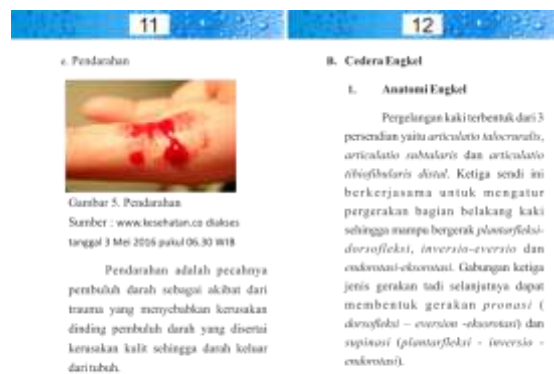 11
e. Pendarahan
Gambar 5. Pendarahan
Sumber : www.kesehatan.co diakses
tanggal 3 Mei 2016 pukul 06.30 WIB
Pendarahan adalah pecahnya
pembuluh darah sebagai akibat dari
trauma yang menyebabkan kerusakan
dinding pembuluh darah yang disertai
kerusakan kulit sehingga darah keluar
dari tubuh.
12
B. Cedera Engkel
1. Anatomi Engkel
Pergelangan kaki terbentuk dari 3
persendian yaitu articulatio talocruralis,
articulatio subtalaris dan articulatio
tibiofibularis distal. Ketiga sendi ini
berkerjasama untuk mengatur
pergerakan bagian belakang kaki
sehingga mampu bergerak plantarfleksi-
dorsofleksi, inversio-eversio dan
endorotasi-eksorotasi. Gabungan ketiga
jenis gerakan tadi selanjutnya dapat
membentuk gerakan pronasi (
dorsofleksi – eversion -eksorotasi) dan
supinasi (plantarfleksi - inversio -
endorotasi).